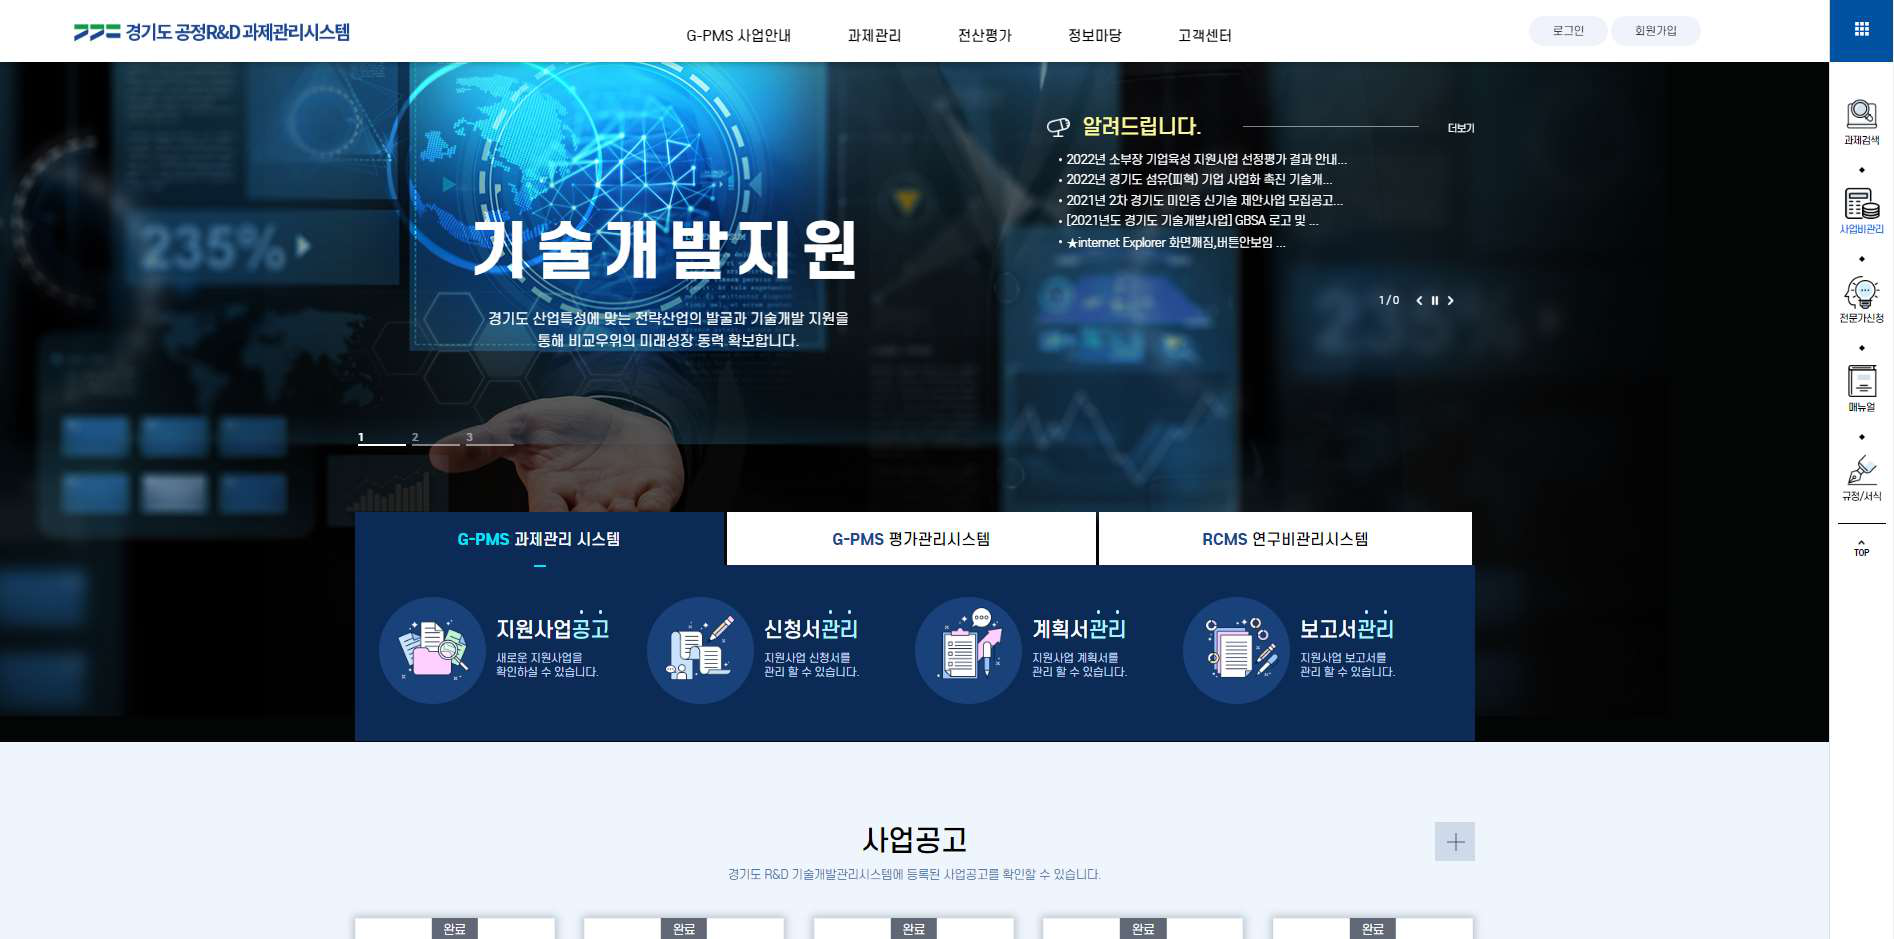 경기도 공정R&D 과제관리시스템
G-PMS 사업안내
과제관리
전산평가
정보마당
고객센터
로그인
회원가입
알려드립니다.
더보기
• 2022년 소부장 기업육성 지원사업 선정평가 결과 안내...
• 2022년 경기도 섬유(피혁) 기업 사업화 촉진 기술개...
• 2021년 2차 경기도 미인증 신기술 제안사업 모집공고...
• [2021년도 경기도 기술개발사업] GBSA 로고 및 ...
• ★internet Explorer 화면깨짐,버튼안보임 ...
1 / 0
235%
기술개발지원
경기도 산업특성에 맞는 전략산업의 발굴과 기술개발 지원을
통해 비교우위의 미래성장 동력 확보합니다.
1
2
3
G-PMS 과제관리 시스템
G-PMS 평가관리시스템
RCMS 연구비관리시스템
지원사업공고
새로운 지원사업을
확인하실 수 있습니다.
신청서관리
지원사업 신청서를
관리 할 수 있습니다.
계획서관리
지원사업 계획서를
관리 할 수 있습니다.
보고서관리
지원사업 보고서를
관리 할 수 있습니다.
과제검색
사업비관리
전문가신청
매뉴얼
규정/서식
TOP
사업공고
경기도 R&D 기술개발관리시스템에 등록된 사업공고를 확인할 수 있습니다.
완료
완료
완료
완료
완료